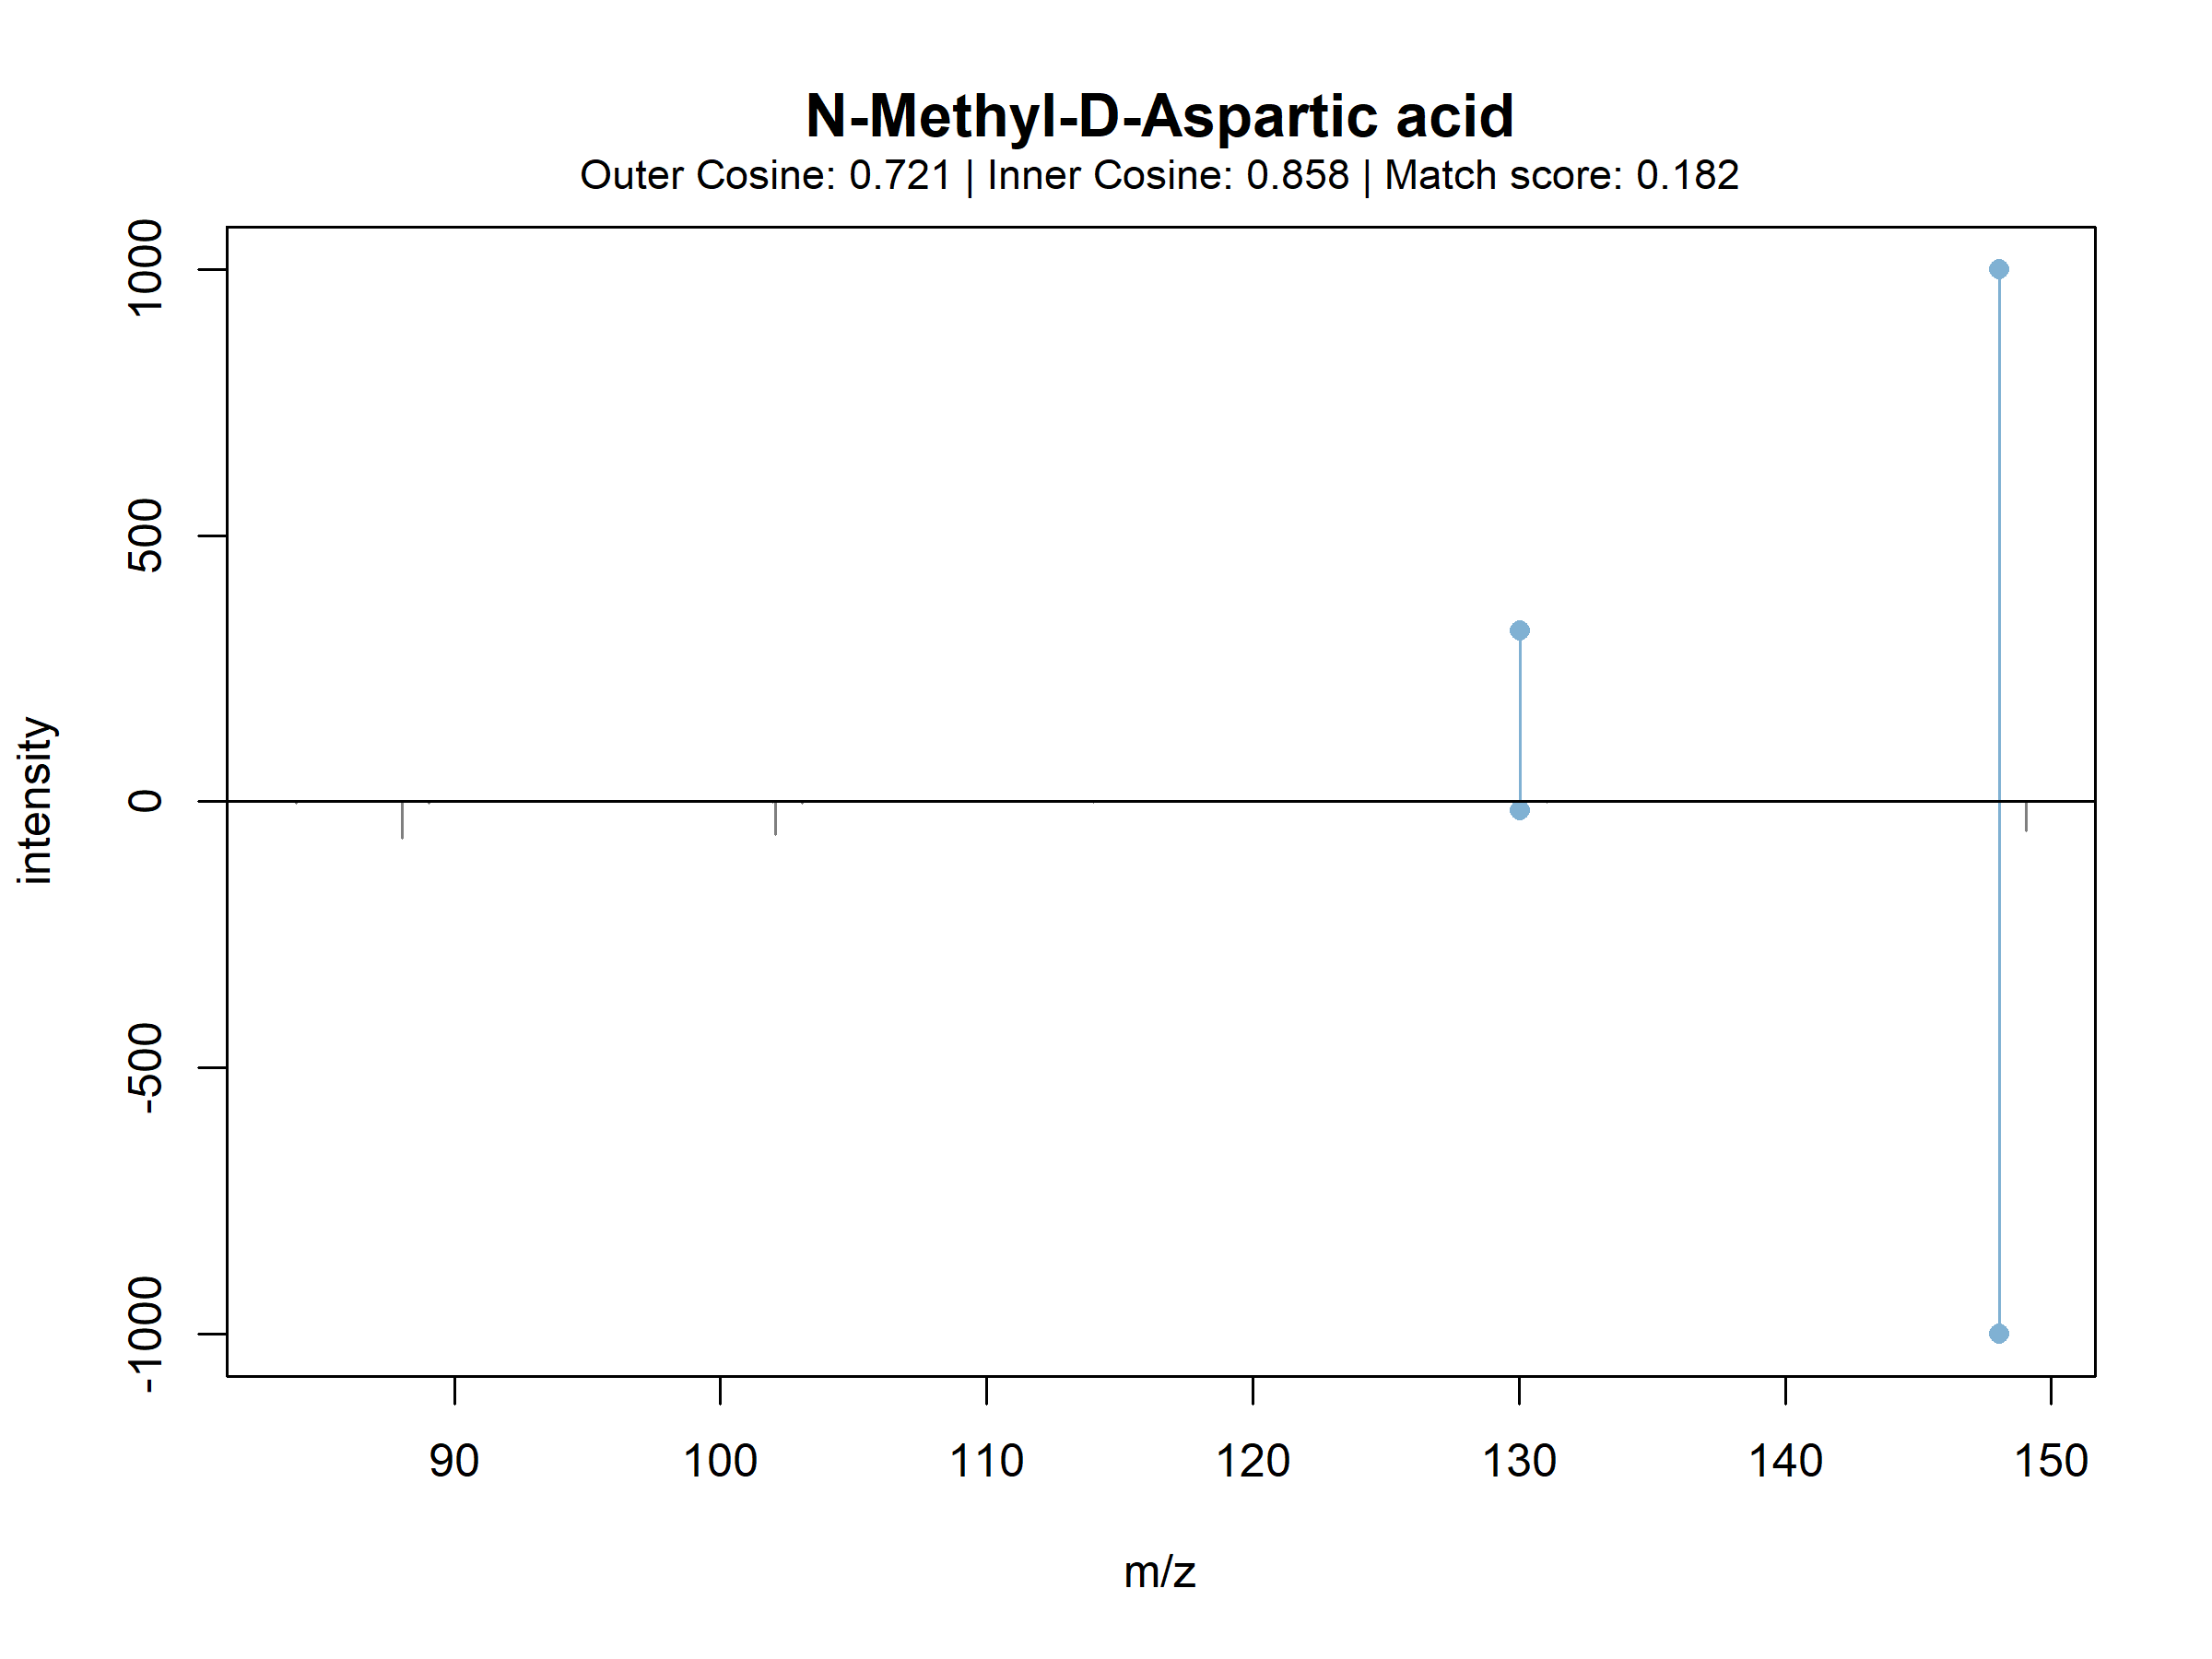 N-Methyl-D-Aspartic acid
Outer Cosine: 0.721 | Inner Cosine: 0.858 | Match score: 0.182
1000
500
0
-500
-1000
intensity
90 100 110 120 130 140 150
m/z